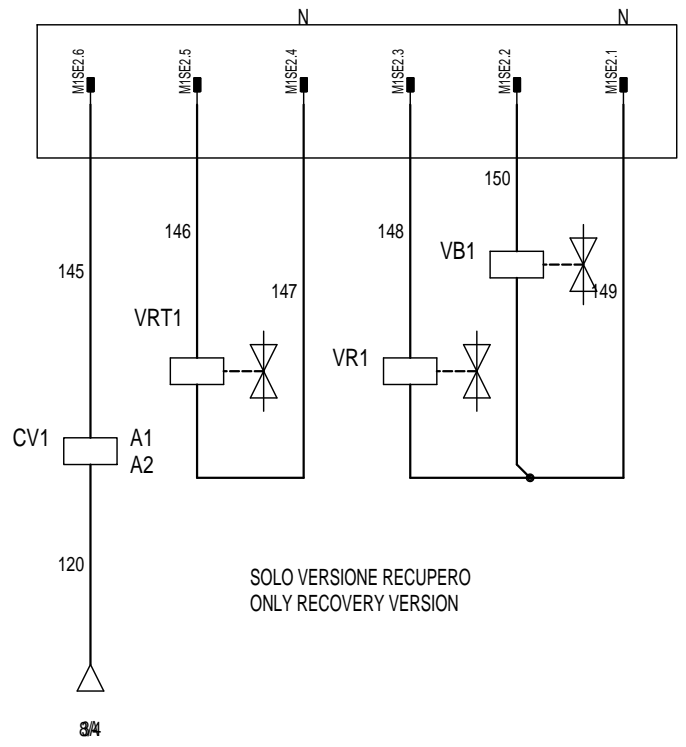 N N
M1SE2.6 M1SE2.5 M1SE2.4 M1SE2.3 M1SE2.2 M1SE2.1
150
146 148
VB1
145 147 149
VRT1
VR1
CV1 A1
A2
120
SOLO VERSIONE RECUPERO
ONLY RECOVERY VERSION